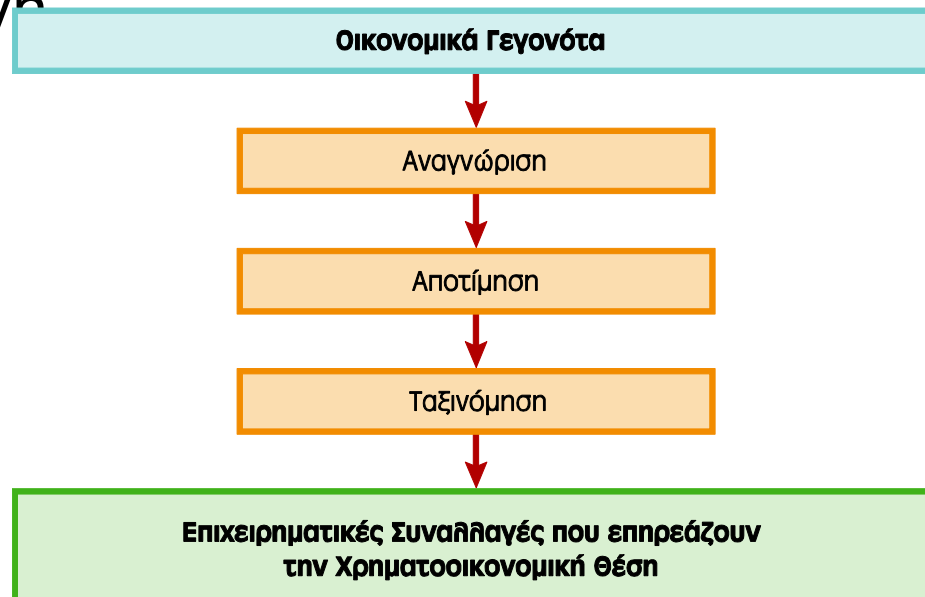 Οικονομικά Γεγονότα
Αναγνώριση
Αποτίμηση
Ταξινόμηση
Επιχειρηματικές Συναλλαγές που επηρεάζουν
την Χρηματοοικονομική Θέση